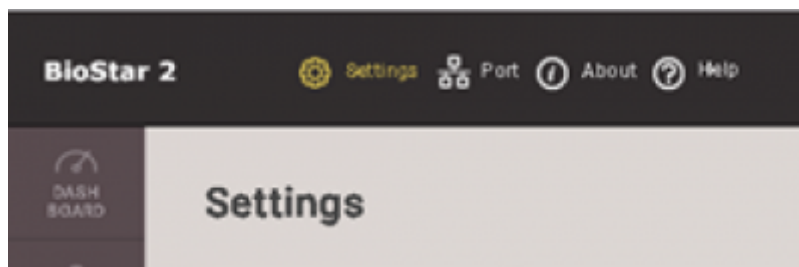 BioStar 2
Settings Port About Help
DASH
BOARD
Settings